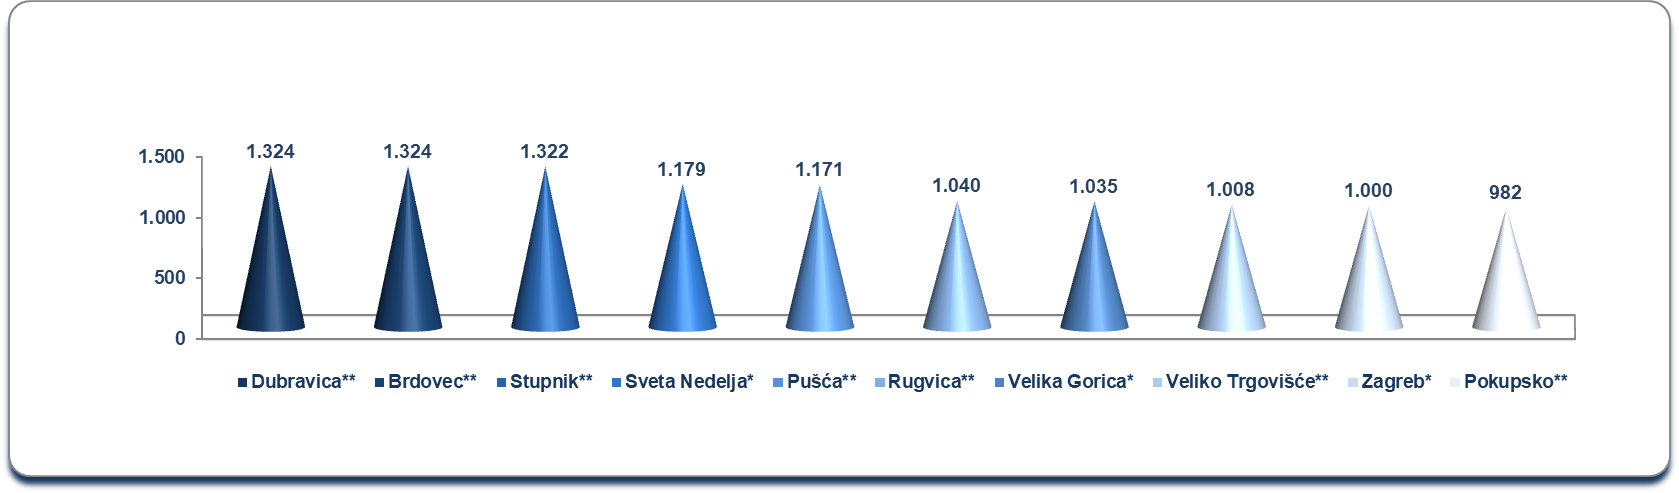 1.324 1.324 1.322 1.179 1.171 1.040 1.035 1.008 1.000 982
1.500
1.000
500
0
Dubravica** Brdovec** Stupnik** Sveta Nedelja* Pušća** Rugvica** Velika Gorica* Veliko Trgovišće** Zagreb* Pokupsko**